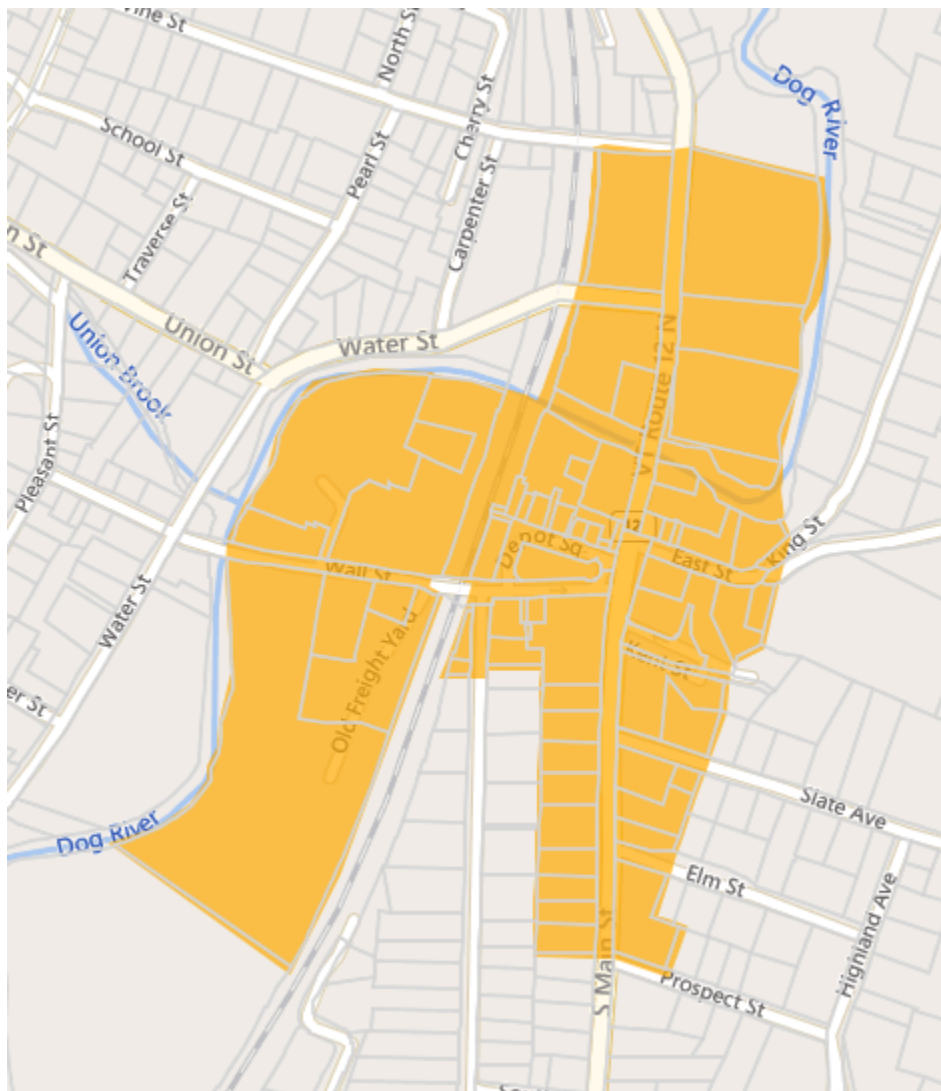 ine St
North St
Dog River
School St
Cherry St
Pearl St
Carpenter St
Traverse St
n St
Union St
Water St
Union Brook
VT Route 12 N
Pleasant St
12
Depot Sq
East St
King St
Wall St
Water St
Kent St
Old Freight Yard
er St
Slate Ave
Dog River
Elm St
Highland Ave
S Main St
Prospect St